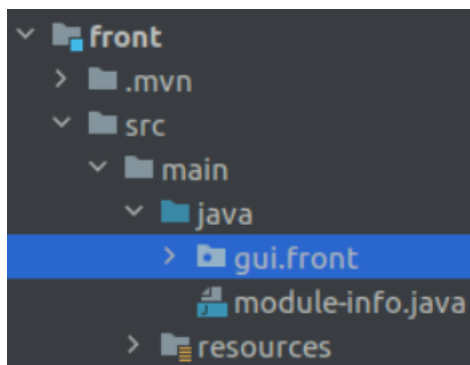 front
.mvn
src
main
java
gui.front
module-info.java
resources